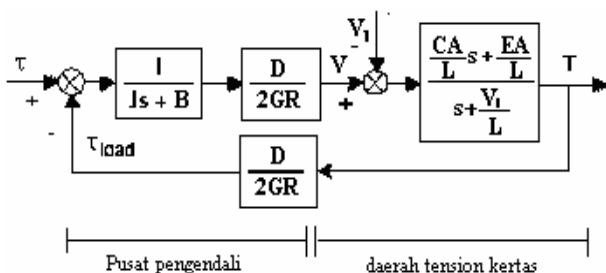 τ
+
-
1
Js + B
D
2GR
V
+
V₁
-
CA
L
s +
EA
L
s +
V₁
L
T
τload
D
2GR
Pusat pengendali
daerah tension kertas